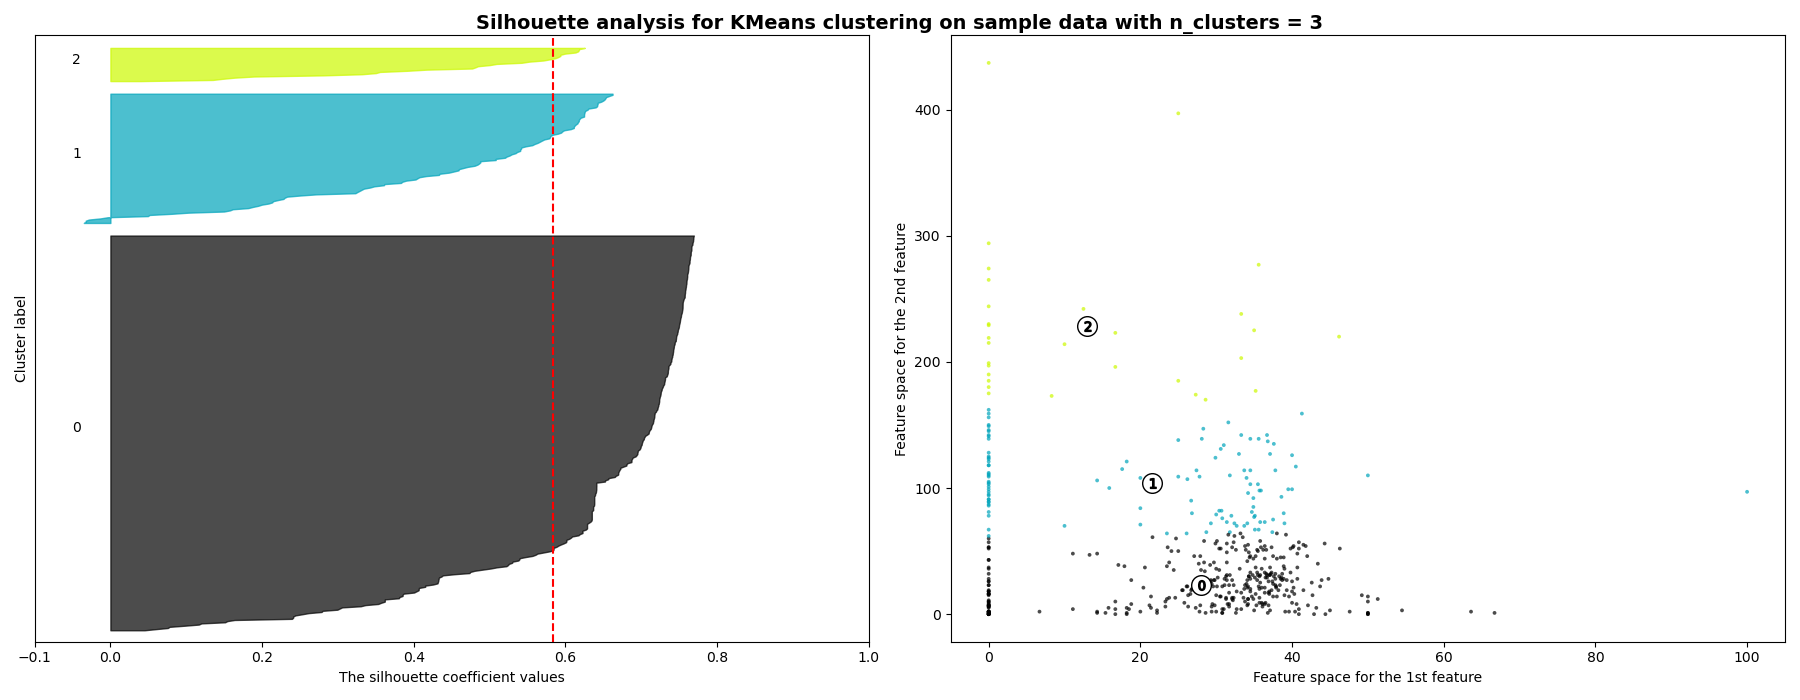 Silhouette analysis for KMeans clustering on sample data with n_clusters = 3
2
1
0
Cluster label
−0.1 0.0 0.2 0.4 0.6 0.8 1.0
The silhouette coefficient values
400
300
200
100
0
Feature space for the 2nd feature
2
1
0
0 20 40 60 80 100
Feature space for the 1st feature